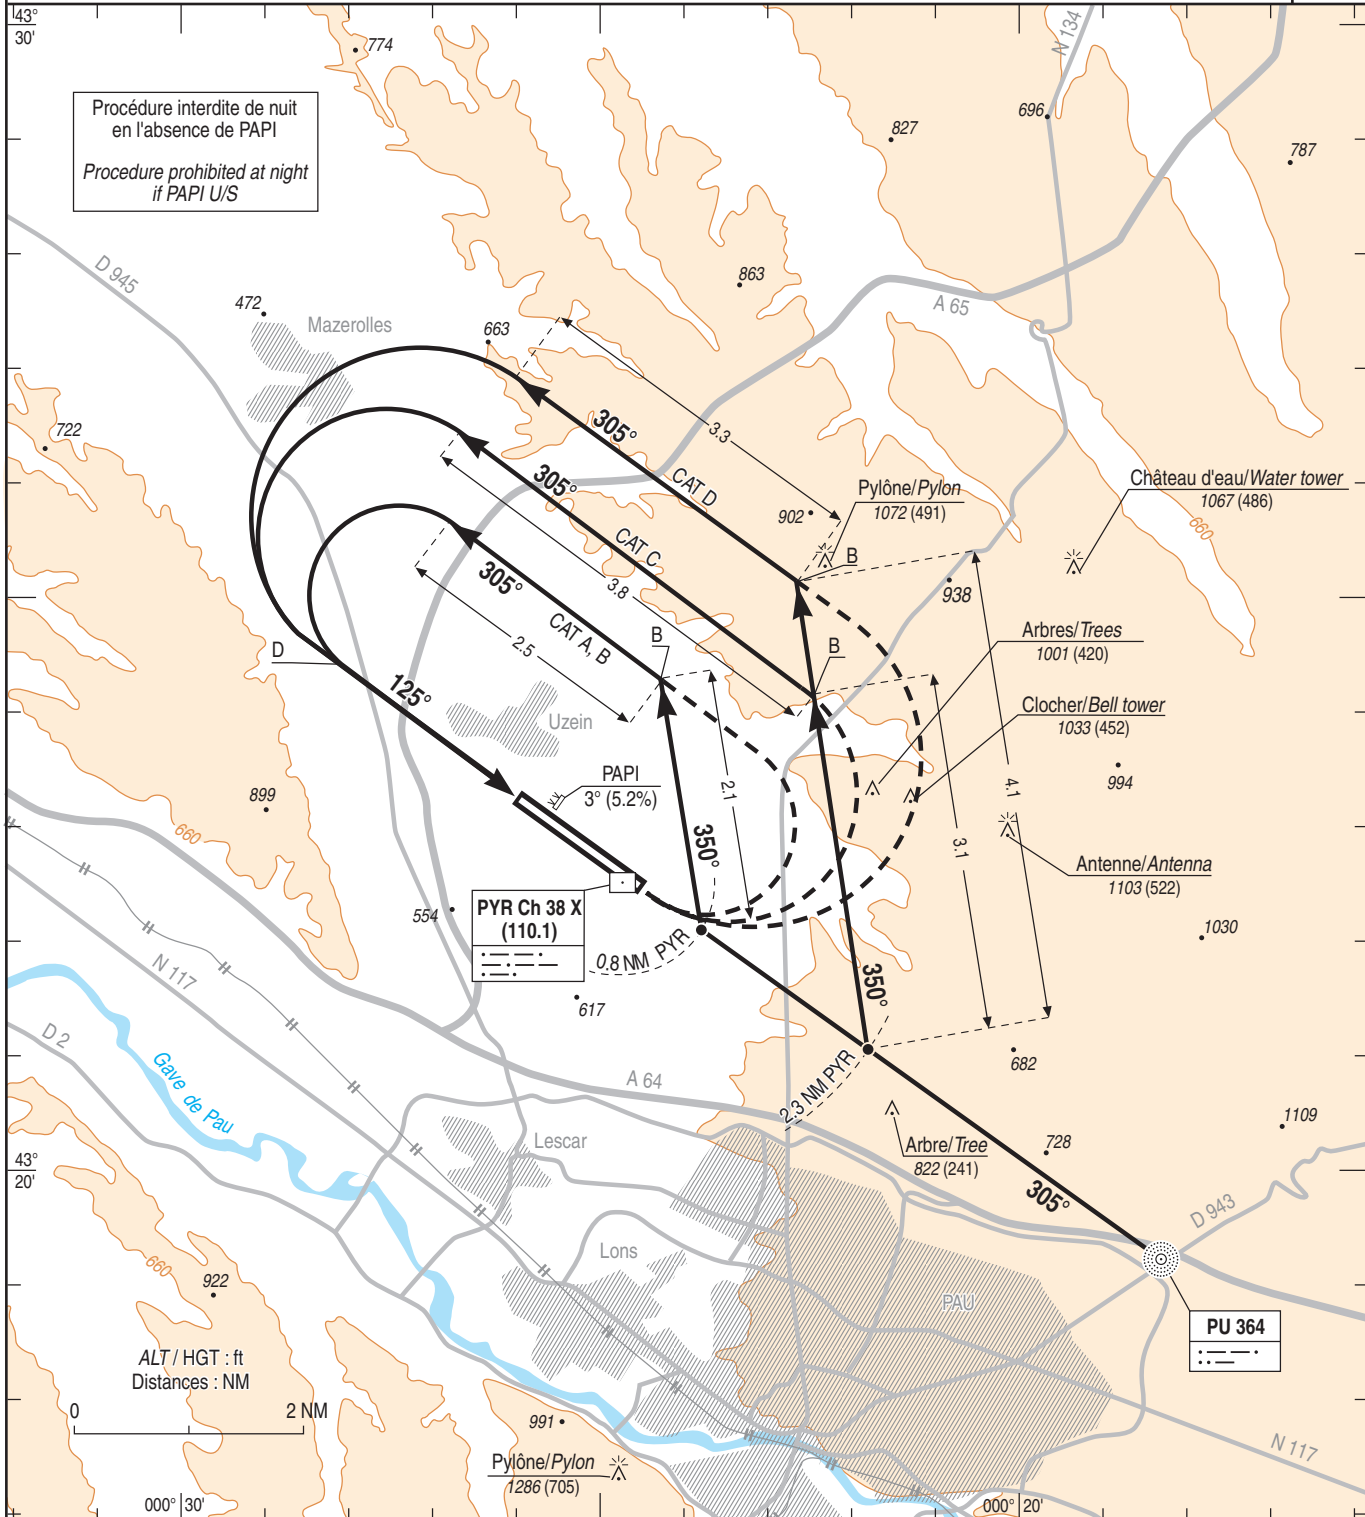 43°
30'
774
N 134
Procédure interdite de nuit
en l'absence de PAPI
Procedure prohibited at night
if PAPI U/S
696
827
787
D 945
863
472
Mazerolles
A 65
663
3.3
305°
722
CAT D
Château d'eau/Water tower
1067 (486)
305°
Pylône/Pylon
1072 (491)
902
660
CAT C
B
305°
3.8
938
CAT A, B
Arbres/Trees
1001 (420)
B
B
2.5
D
125°
Clocher/Bell tower
1033 (452)
Uzein
994
PAPI
3° (5.2%)
2.1
4.1
899
660
350°
3.1
Antenne/Antenna
1103 (522)
PYR Ch 38 X
(110.1)
554
1030
0.8 NM PYR
N 117
350°
617
D 2
Gave de Pau
682
A 64
2.3 NM PYR
1109
Lescar
Arbre/Tree
822 (241)
728
43°
20'
305°
D 943
Lons
660
922
PAU
PU 364
ALT / HGT : ft
Distances : NM
0
2 NM
991
N 117
Pylône/Pylon
1286 (705)
000° 30'
000° 20'